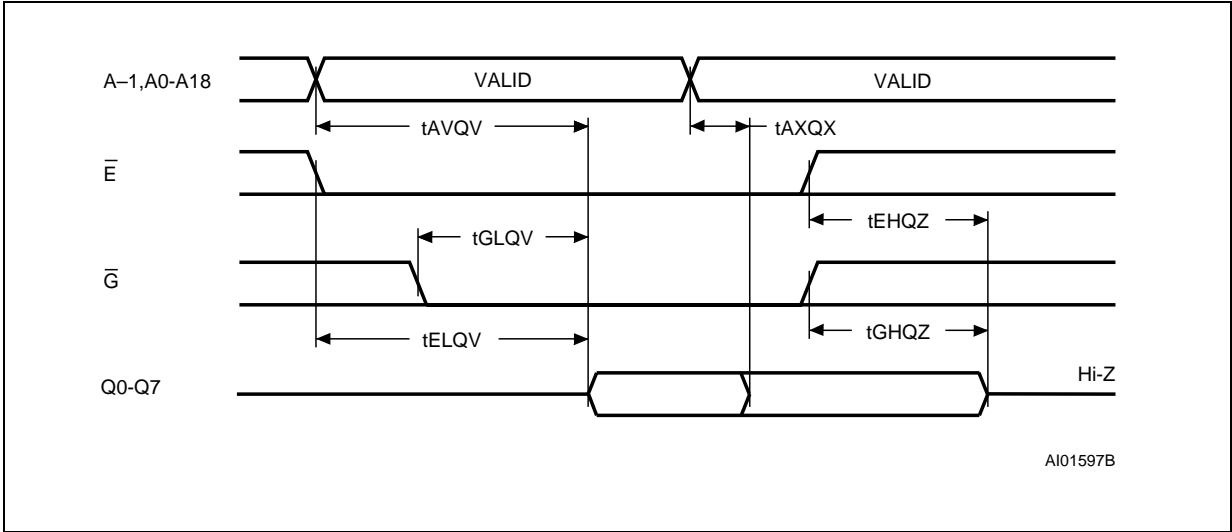 A–1,A0-A18
VALID
VALID
tAVQV
tAXQX
E̅
tEHQZ
tGLQV
G̅
tGHQZ
tELQV
Q0-Q7
Hi-Z
AI01597B